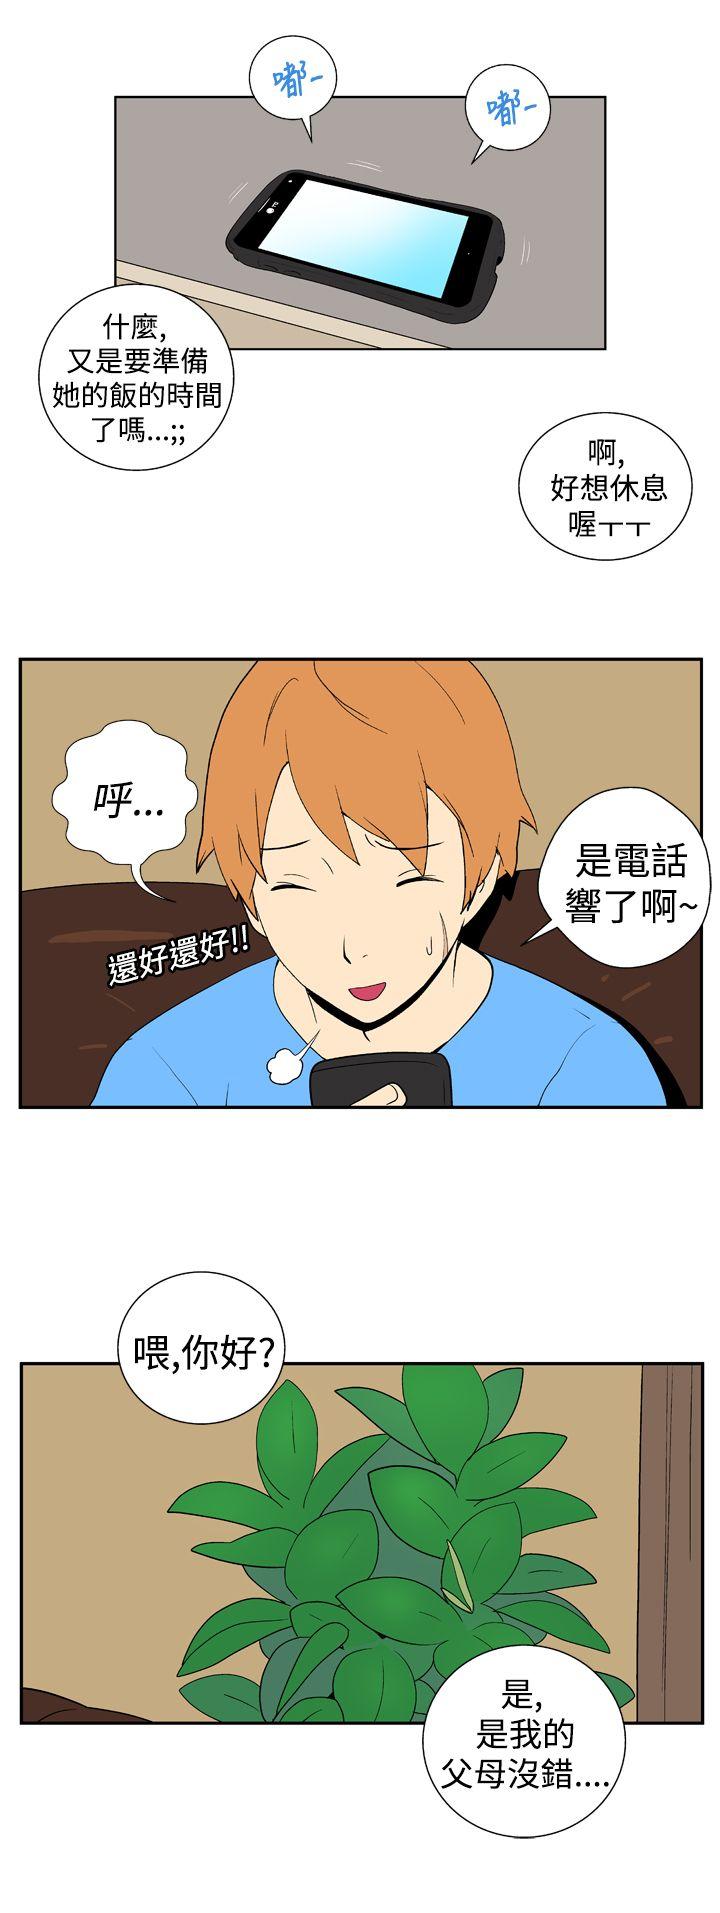 嘟~
嘟~
什麼,
又是要準備
她的飯的時間
了嗎...;;
啊,
好想休息
喔ㅜㅜ
呼...
是電話
響了啊~
還好還好!!
喂,你好?
是,
是我的
父母沒錯....